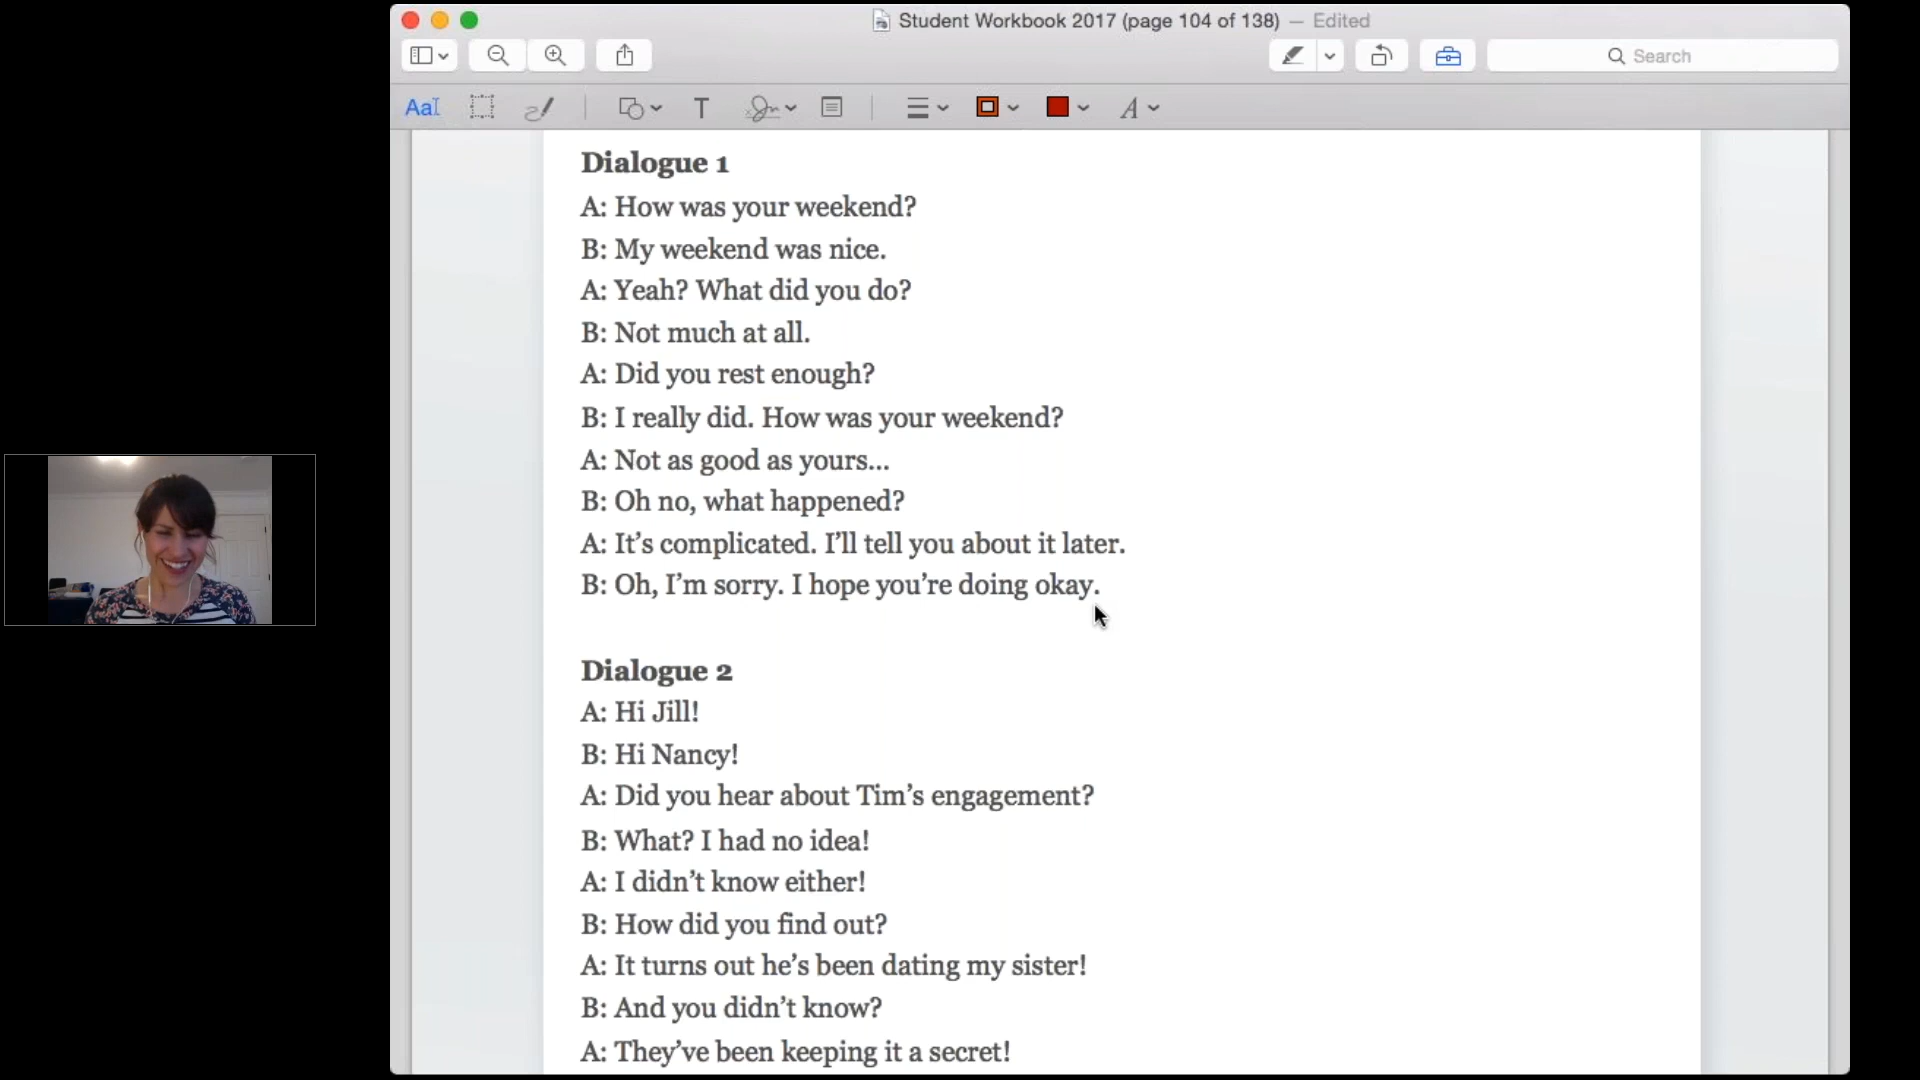 Student Workbook 2017 (page 104 of 138) — Edited
Search
AaI
T
A
Dialogue 1
A: How was your weekend?
B: My weekend was nice.
A: Yeah? What did you do?
B: Not much at all.
A: Did you rest enough?
B: I really did. How was your weekend?
A: Not as good as yours...
B: Oh no, what happened?
A: It’s complicated. I’ll tell you about it later.
B: Oh, I’m sorry. I hope you’re doing okay.
Dialogue 2
A: Hi Jill!
B: Hi Nancy!
A: Did you hear about Tim’s engagement?
B: What? I had no idea!
A: I didn’t know either!
B: How did you find out?
A: It turns out he’s been dating my sister!
B: And you didn’t know?
A: They’ve been keeping it a secret!